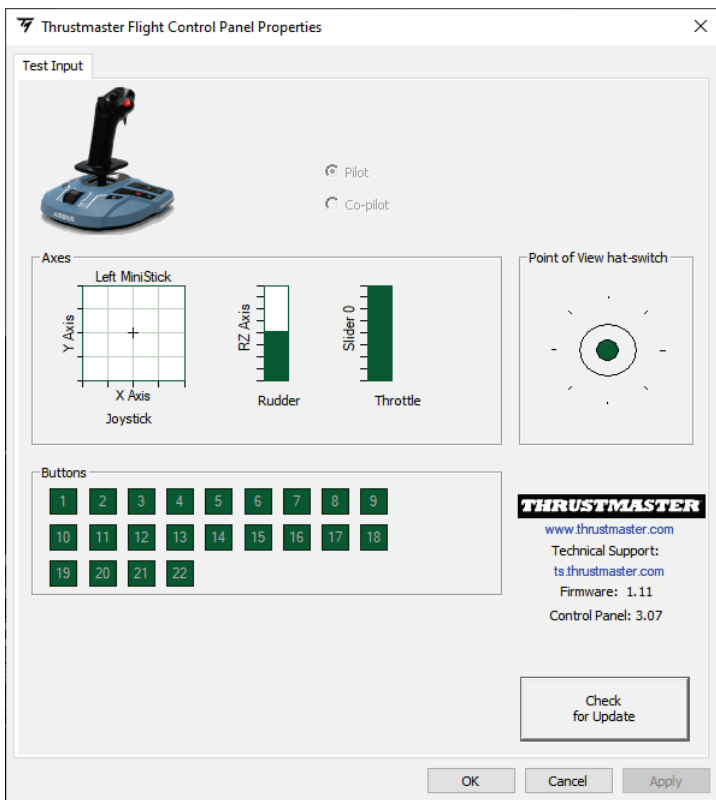 Thrustmaster Flight Control Panel Properties
Test Input
Pilot
Co-pilot
AIRBUS
Axes
Left MiniStick
Y Axis
X Axis
Joystick
RZ Axis
Rudder
Slider 0
Throttle
Point of View hat-switch
Buttons
1 2 3 4 5 6 7 8 9
10 11 12 13 14 15 16 17 18
19 20 21 22
THRUSTMASTER
www.thrustmaster.com
Technical Support:
ts.thrustmaster.com
Firmware: 1.11
Control Panel: 3.07
Check
for Update
OK Cancel Apply